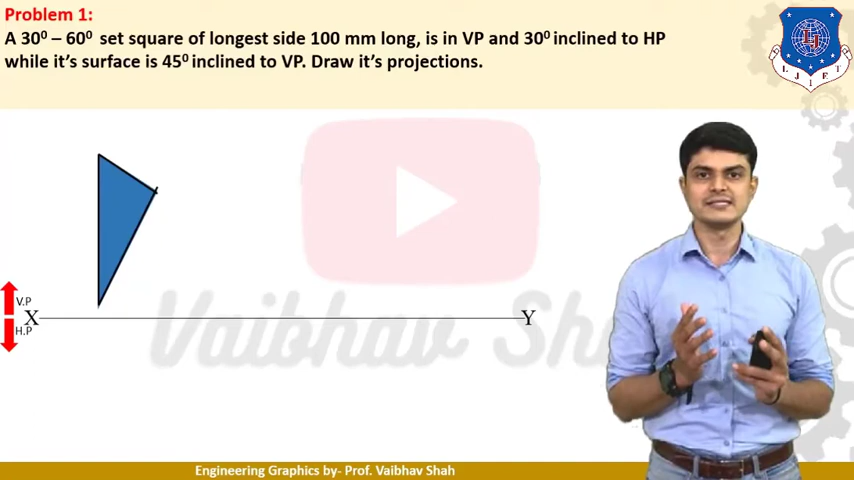 Problem 1:
A 30⁰ – 60⁰ set square of longest side 100 mm long, is in VP and 30⁰ inclined to HP
while it's surface is 45⁰ inclined to VP. Draw it's projections.
LJIET
V.P
X
Y
H.P
Vaibhav Sh
Engineering Graphics by- Prof. Vaibhav Shah